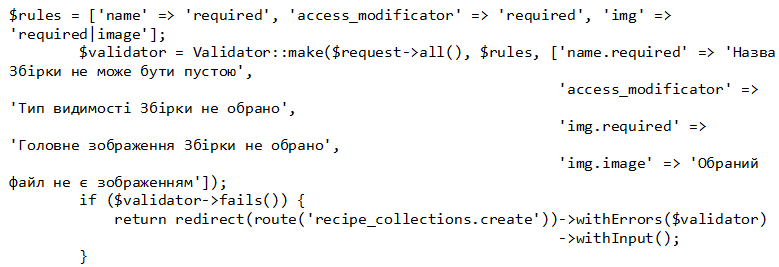 $rules = ['name' => 'required', 'access_modificator' => 'required', 'img' =>
'required|image'];
$validator = Validator::make($request->all(), $rules, ['name.required' => 'Назва
Збірки не може бути пустою',
'access_modificator' =>
'Тип видимості Збірки не обрано',
'img.required' =>
'Головне зображення Збірки не обрано',
'img.image' => 'Обраний
файл не є зображенням']);
if ($validator->fails()) {
return redirect(route('recipe_collections.create'))->withErrors($validator)
->withInput();
}